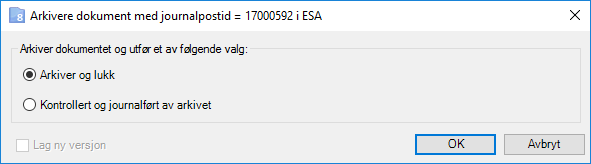 Arkivere dokument med journalpostid = 17000592 i ESA
Arkiver dokumentet og utfør et av følgende valg:
Arkiver og lukk
Kontrollert og journalført av arkivet
Lag ny versjon
OK
Avbryt